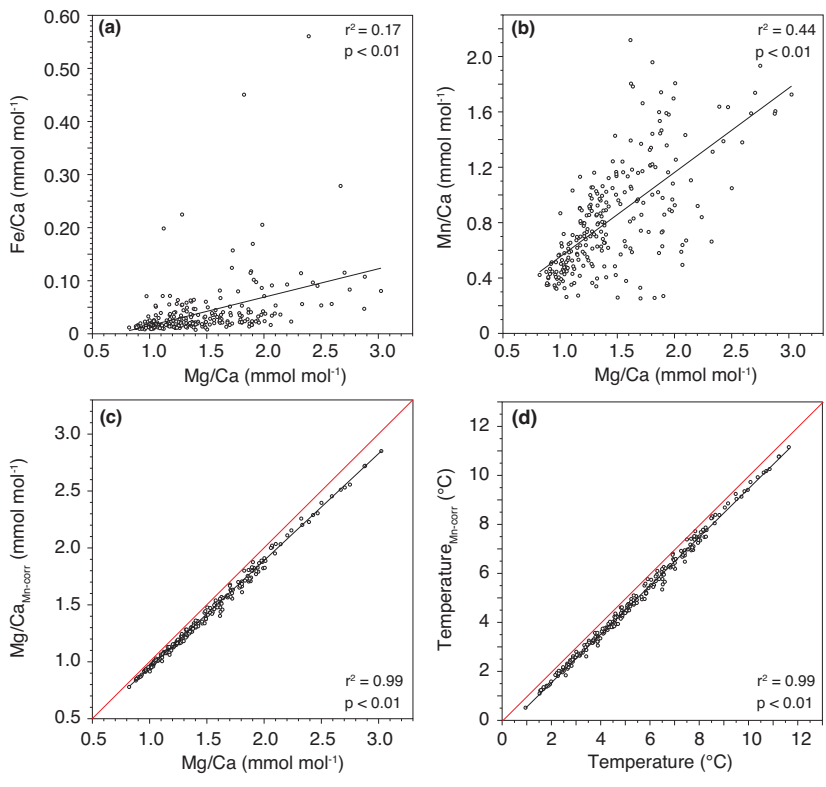 (a)
r² = 0.17
p < 0.01
0.60
0.50
0.40
0.30
0.20
0.10
0
Fe/Ca (mmol mol⁻¹)
0.5 1.0 1.5 2.0 2.5 3.0
Mg/Ca (mmol mol⁻¹)
(b)
r² = 0.44
p < 0.01
2.0
1.6
1.2
0.8
0.4
0
Mn/Ca (mmol mol⁻¹)
0.5 1.0 1.5 2.0 2.5 3.0
Mg/Ca (mmol mol⁻¹)
(c)
3.0
2.5
2.0
1.5
1.0
0.5
Mg/CaMn-corr (mmol mol⁻¹)
r² = 0.99
p < 0.01
0.5 1.0 1.5 2.0 2.5 3.0
Mg/Ca (mmol mol⁻¹)
(d)
12
10
8
6
4
2
0
TemperatureMn-corr (°C)
r² = 0.99
p < 0.01
0 2 4 6 8 10 12
Temperature (°C)